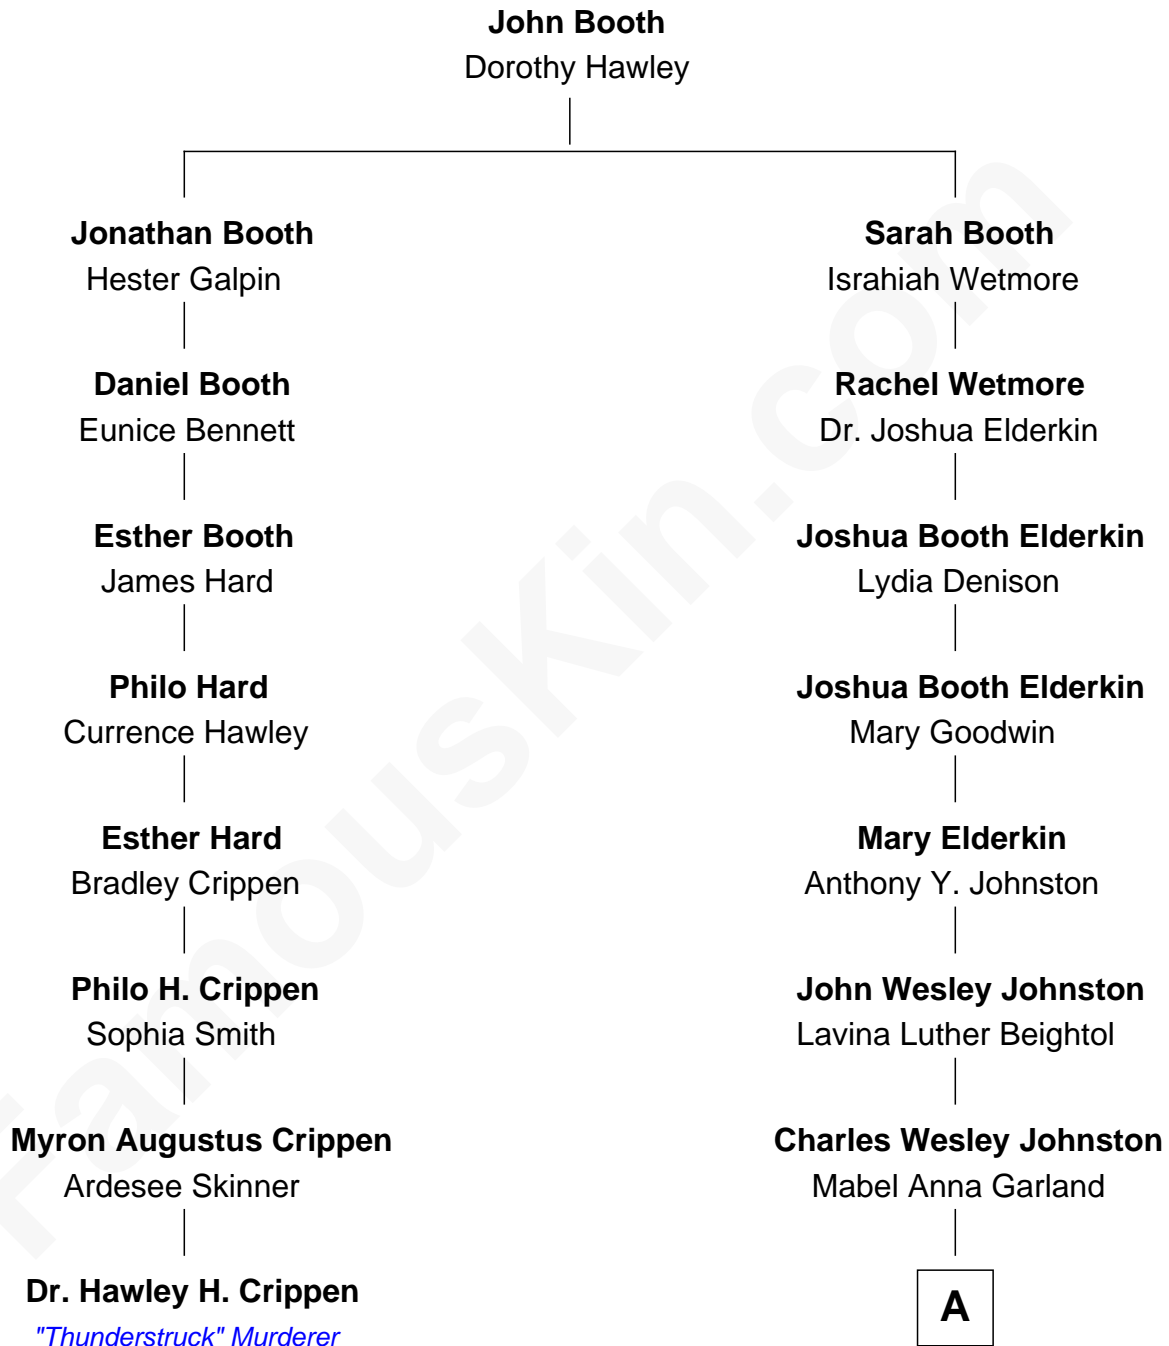 John Booth
Dorothy Hawley
Jonathan Booth
Hester Galpin
Sarah Booth
Israhiah Wetmore
Daniel Booth
Eunice Bennett
Rachel Wetmore
Dr. Joshua Elderkin
Esther Booth
James Hard
Joshua Booth Elderkin
Lydia Denison
Philo Hard
Currence Hawley
Joshua Booth Elderkin
Mary Goodwin
Esther Hard
Bradley Crippen
Mary Elderkin
Anthony Y. Johnston
Philo H. Crippen
Sophia Smith
John Wesley Johnston
Lavina Luther Beightol
Myron Augustus Crippen
Ardesee Skinner
Charles Wesley Johnston
Mabel Anna Garland
Dr. Hawley H. Crippen
"Thunderstruck" Murderer
A
FamousKin.com